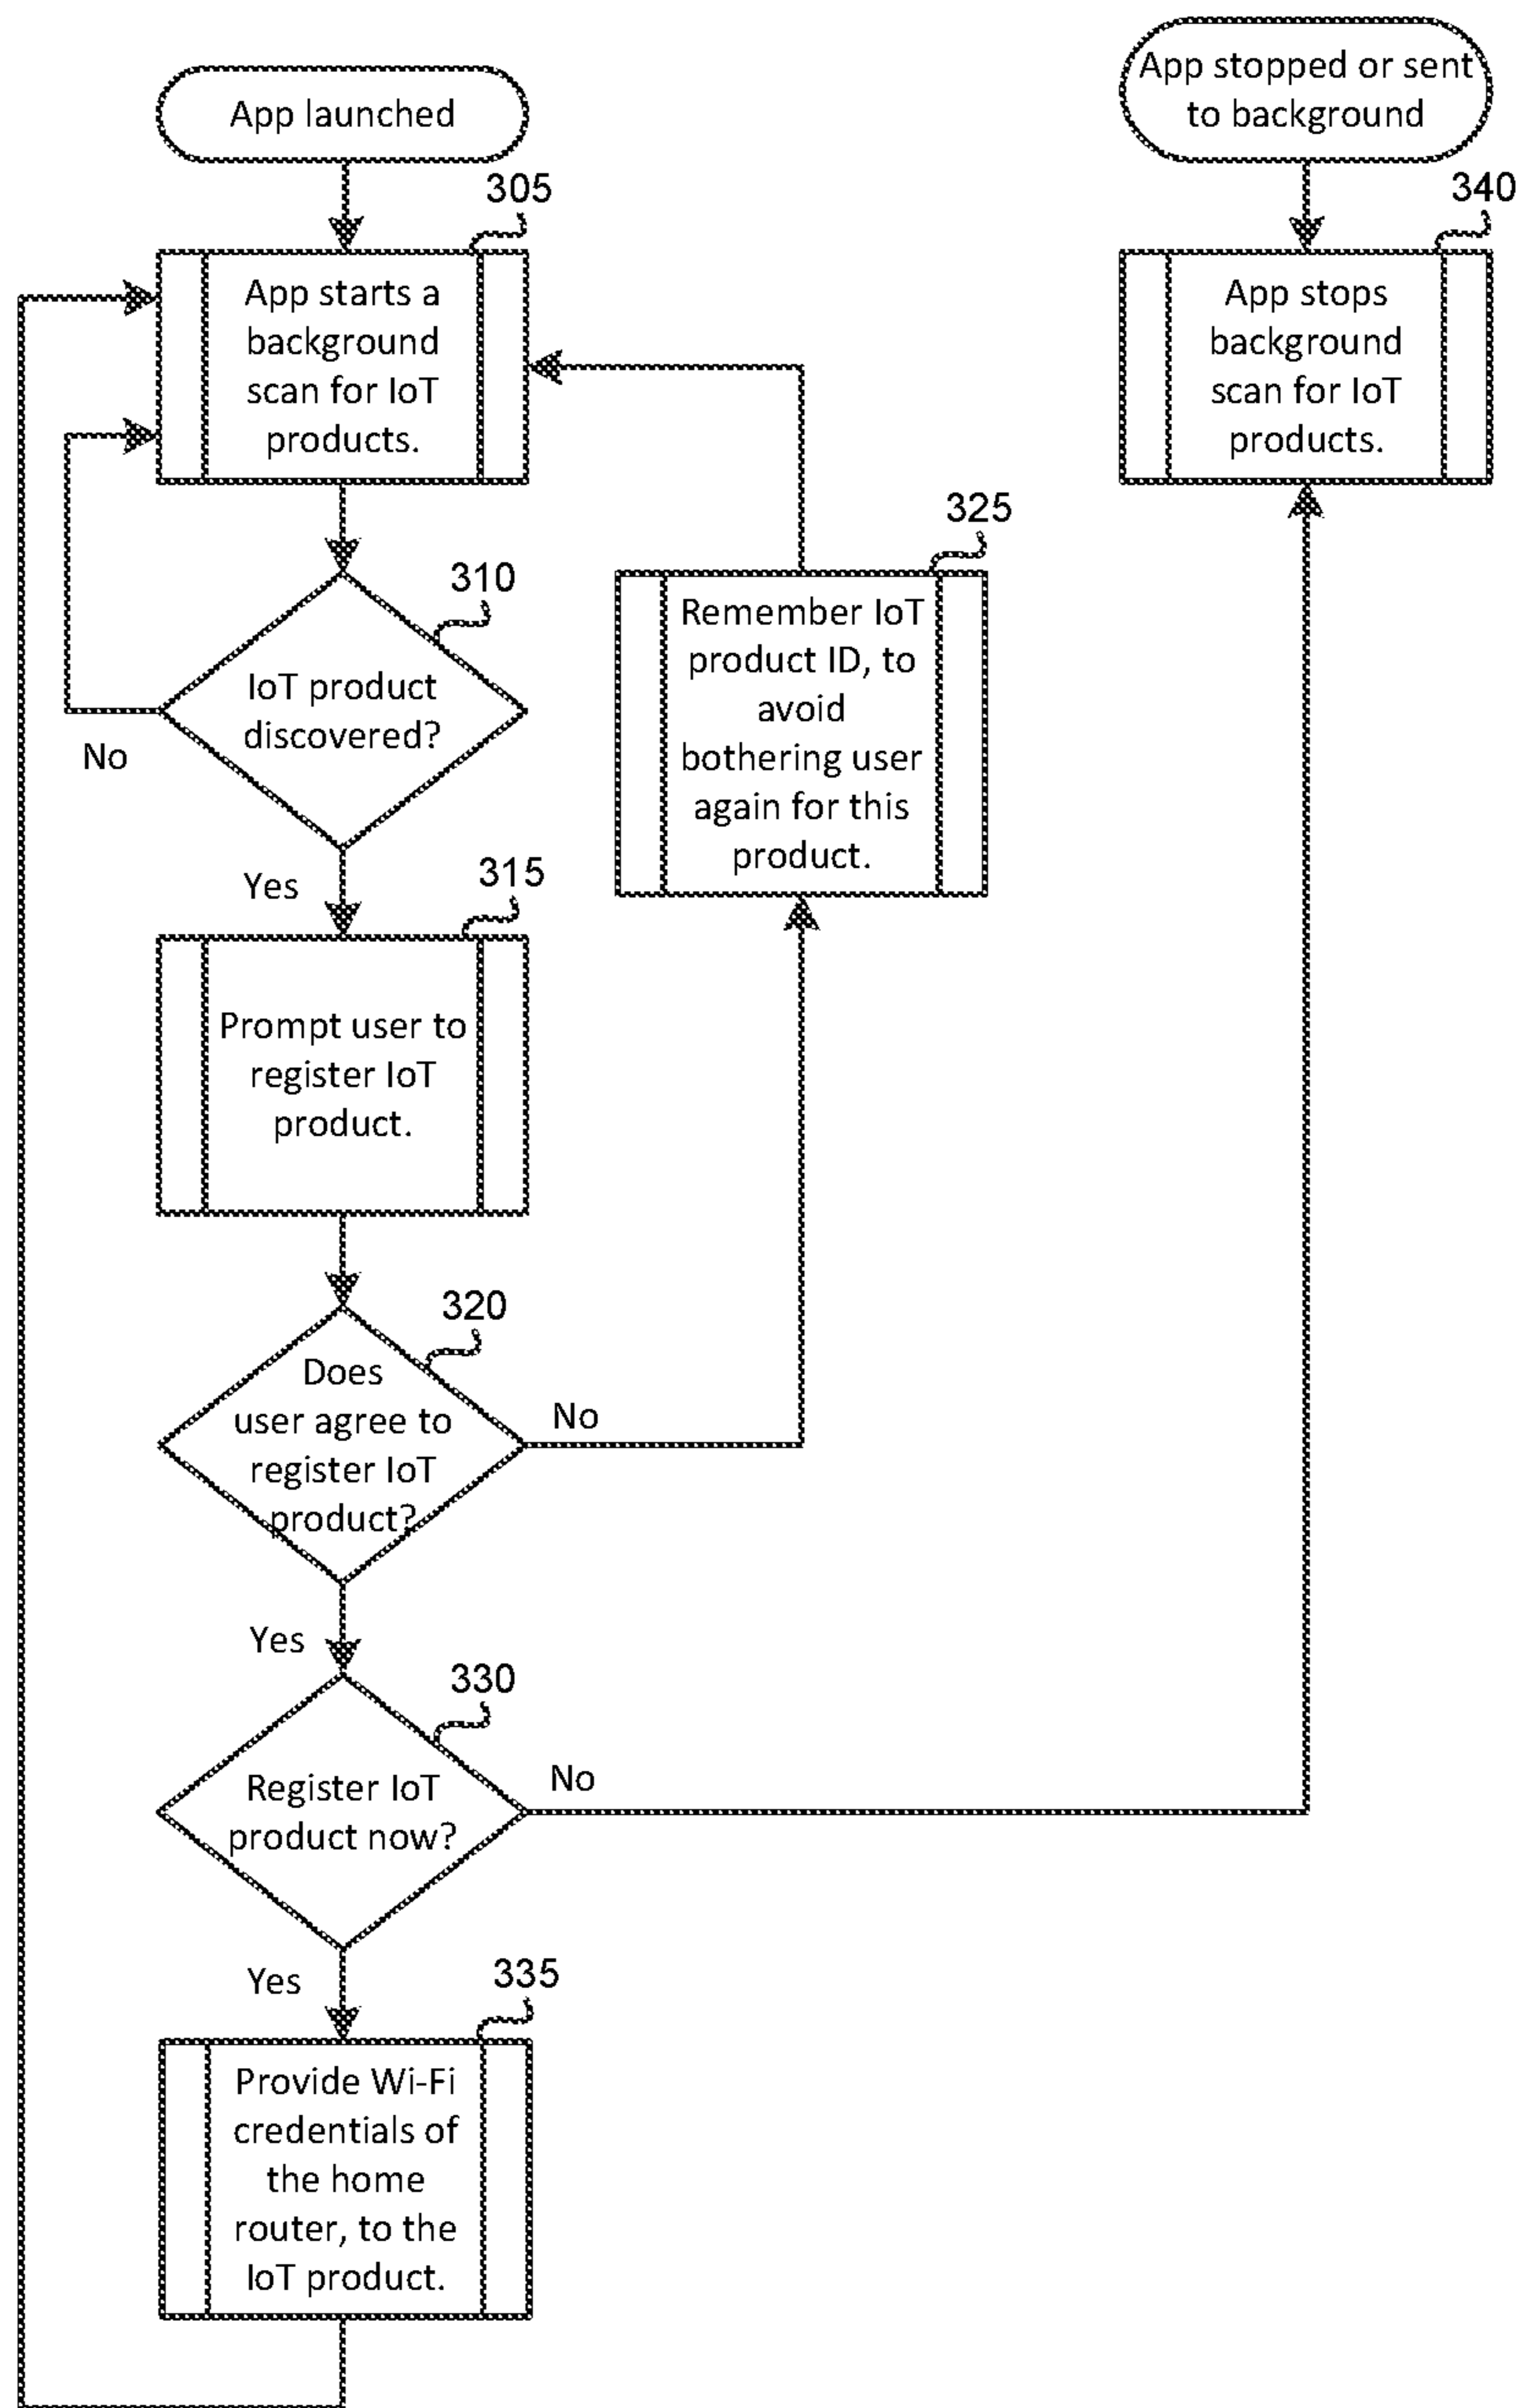 App launched
305
App starts a
background
scan for IoT
products.
310
IoT product
discovered?
No
Yes
315
Prompt user to
register IoT
product.
320
Does
user agree to
register IoT
product?
No
Yes
325
Remember IoT
product ID, to
avoid
bothering user
again for this
product.
330
Register IoT
product now?
No
Yes
335
Provide Wi-Fi
credentials of
the home
router, to the
IoT product.
App stopped or sent
to background
340
App stops
background
scan for IoT
products.